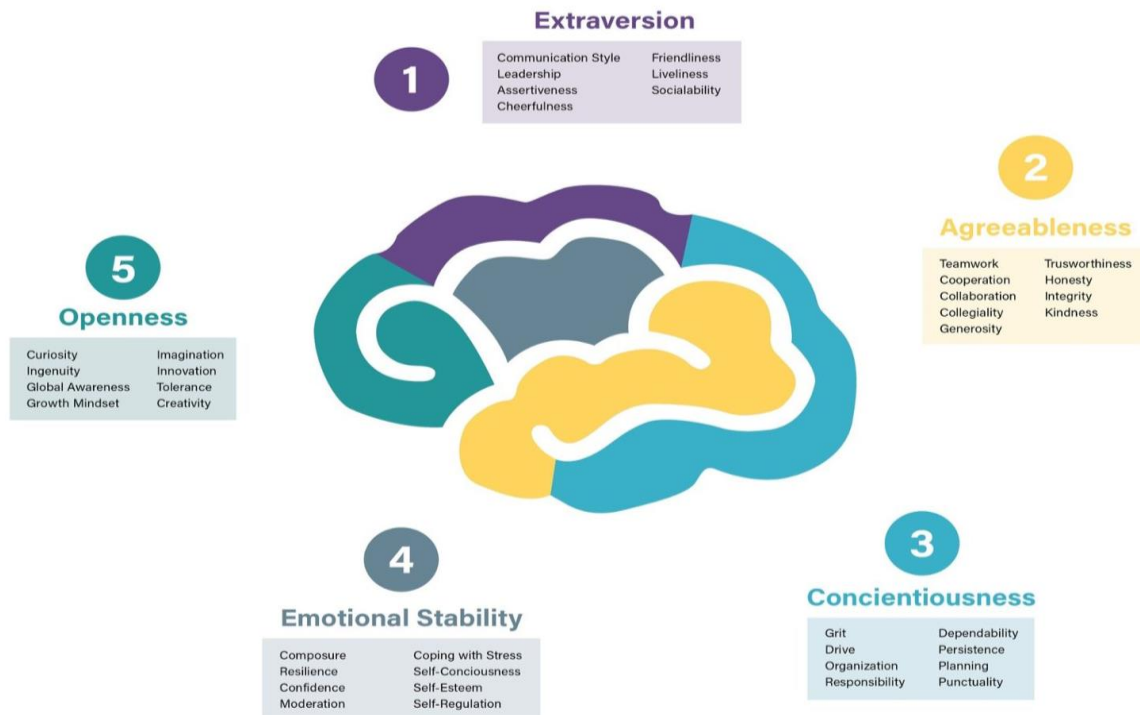 Extraversion
1
Communication Style
Leadership
Assertiveness
Cheerfulness
Friendliness
Liveliness
Socialability
2
Agreeableness
Teamwork
Cooperation
Collaboration
Collegiality
Generosity
Trusworthiness
Honesty
Integrity
Kindness
5
Openness
Curiosity
Ingenuity
Global Awareness
Growth Mindset
Imagination
Innovation
Tolerance
Creativity
4
Emotional Stability
Composure
Resilience
Confidence
Moderation
Coping with Stress
Self-Conciousness
Self-Esteem
Self-Regulation
3
Concientiousness
Grit
Drive
Organization
Responsibility
Dependability
Persistence
Planning
Punctuality